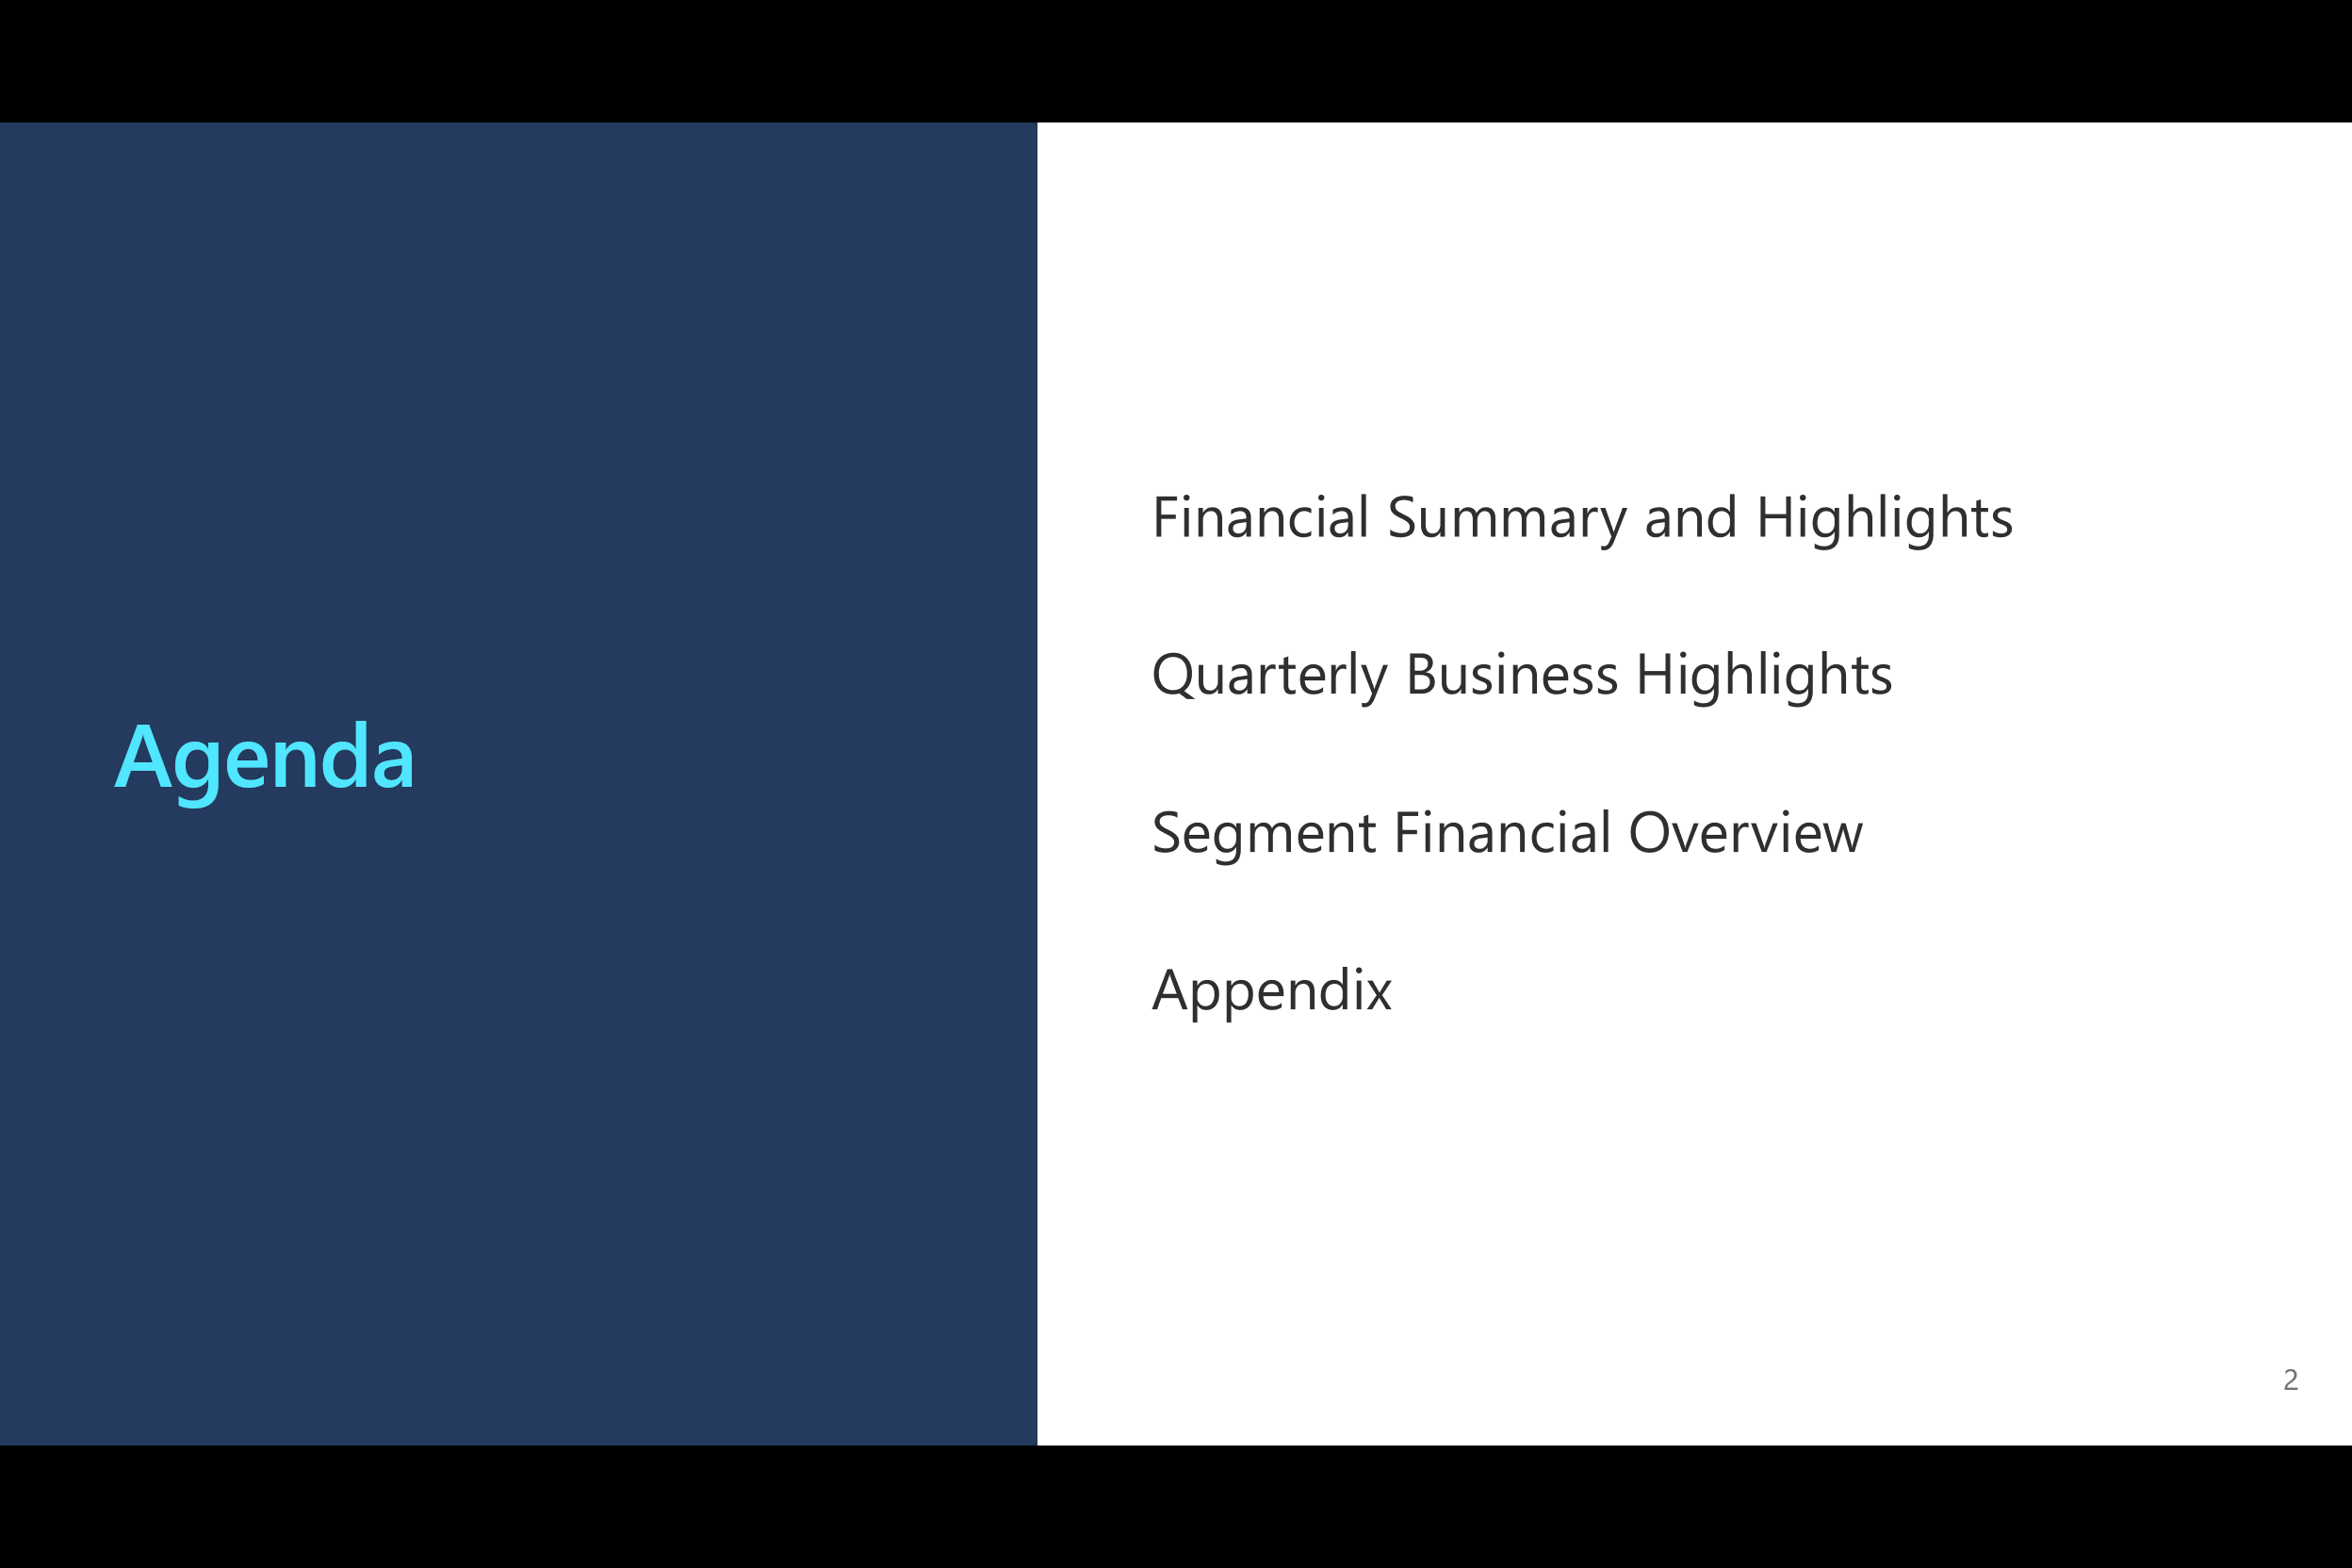 Agenda
Financial Summary and Highlights
Quarterly Business Highlights
Segment Financial Overview
Appendix
2